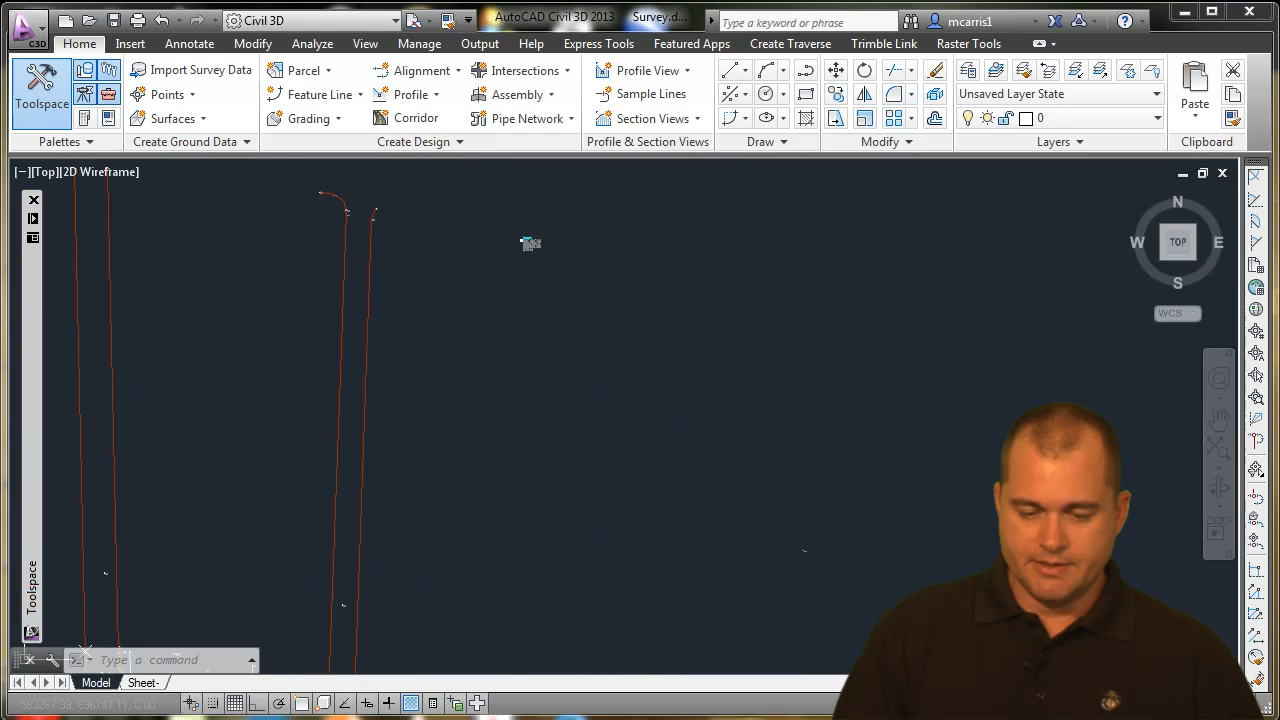 Civil 3D
AutoCAD Civil 3D 2013 Survey.d...
Type a keyword or phrase
mcarris1
C3D
Home Insert Annotate Modify Analyze View Manage Output Help Express Tools Featured Apps Create Traverse Trimble Link Raster Tools
Toolspace
Import Survey Data
Points
Surfaces
Parcel
Feature Line
Grading
Alignment
Profile
Corridor
Intersections
Assembly
Pipe Network
Profile View
Sample Lines
Section Views
Unsaved Layer State
0
Paste
Palettes Create Ground Data Create Design Profile & Section Views Draw Modify Layers Clipboard
[−][Top][2D Wireframe]
N
W TOP E
S
WCS
Toolspace
Type a command
Model Sheet-